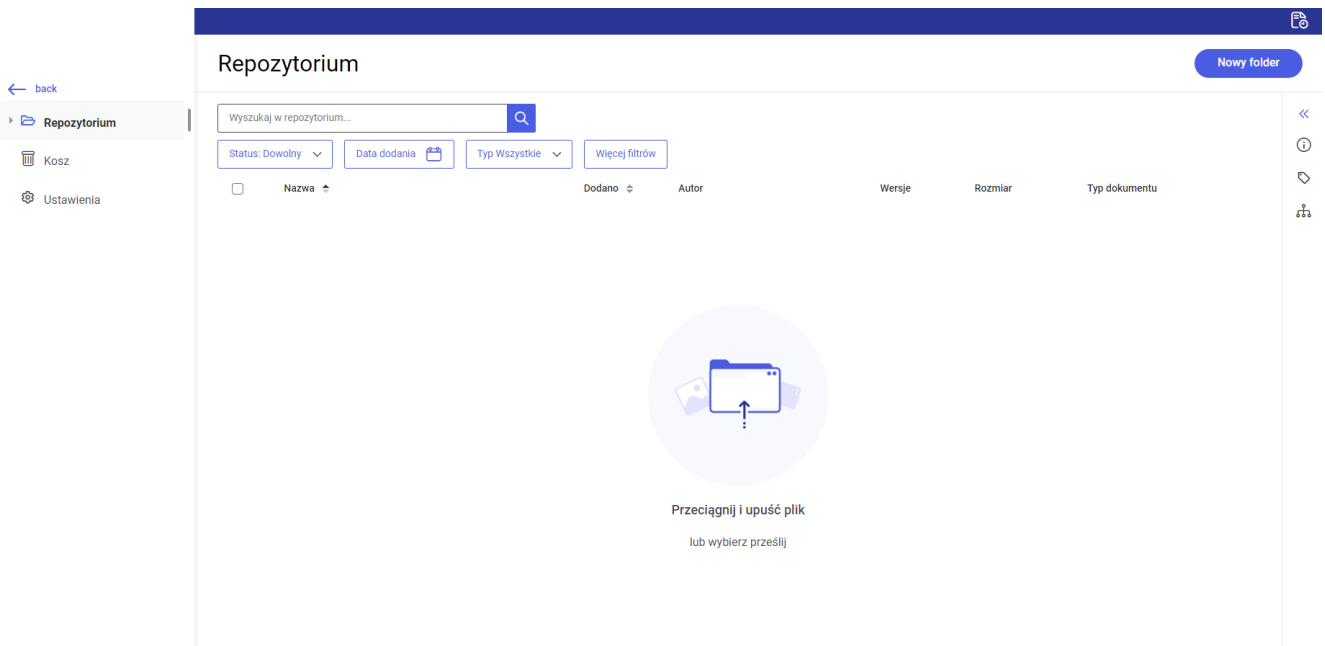 Repozytorium
Nowy folder
back
Repozytorium
Kosz
Ustawienia
Wyszukaj w repozytorium...
Status: Dowolny
Data dodania
Typ Wszystkie
Więcej filtrów
Nazwa Dodano Autor Wersje Rozmiar Typ dokumentu
Przeciągnij i upuść plik
lub wybierz prześlij